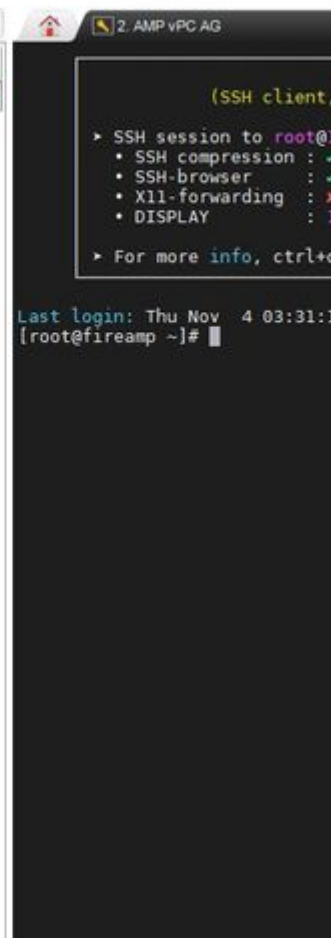 2. AMP vPC AG
(SSH client,
➤ SSH session to root@
• SSH compression : ✔
• SSH-browser : ✔
• X11-forwarding : ✘
• DISPLAY :
➤ For more info, ctrl+c
Last login: Thu Nov 4 03:31:1
[root@fireamp ~]#